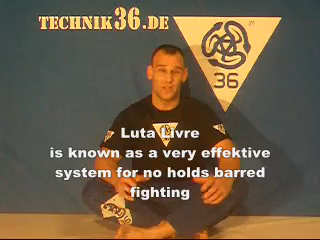 TECHNIK36.DE
36
Luta Livre
is known as a very effektive
system for no holds barred
fighting